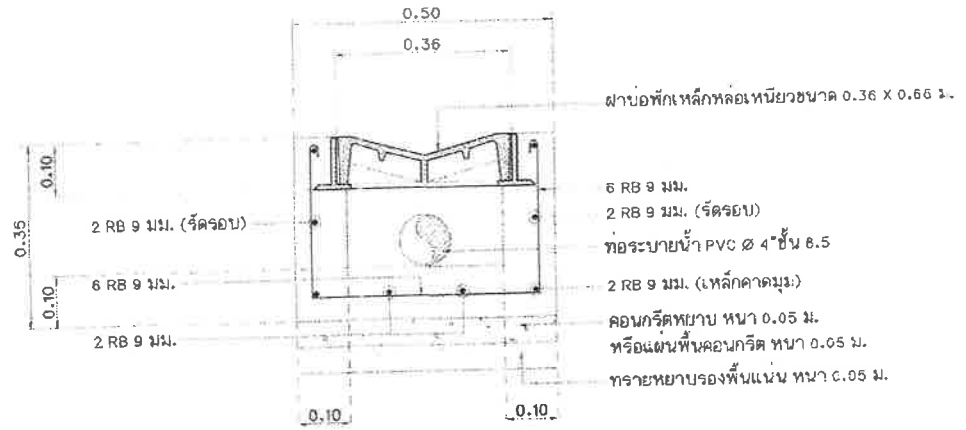 0.50
0.36
ฝาบ่อพักเหล็กหล่อเหนียวขนาด 0.36 X 0.66 ม.
0.10
0.35
6 RB 9 มม.
2 RB 9 มม. (รัดรอบ)
2 RB 9 มม. (รัดรอบ)
ท่อระบายน้ำ PVC Ø 4" ชั้น 8.5
6 RB 9 มม.
2 RB 9 มม. (เหล็กคาดมุม)
0.10
คอนกรีตหยาบ หนา 0.05 ม.
2 RB 9 มม.
หรือแผ่นพื้นคอนกรีต หนา 0.05 ม.
ทรายหยาบรองพื้นแน่น หนา 0.05 ม.
0.10
0.10